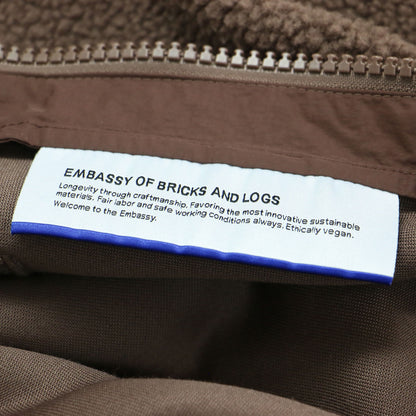 EMBASSY OF BRICKS AND LOGS
Longevity through craftmanship. Favoring the most innovative sustainable
materials. Fair labor and safe working conditions always. Ethically vegan.
Welcome to the Embassy.